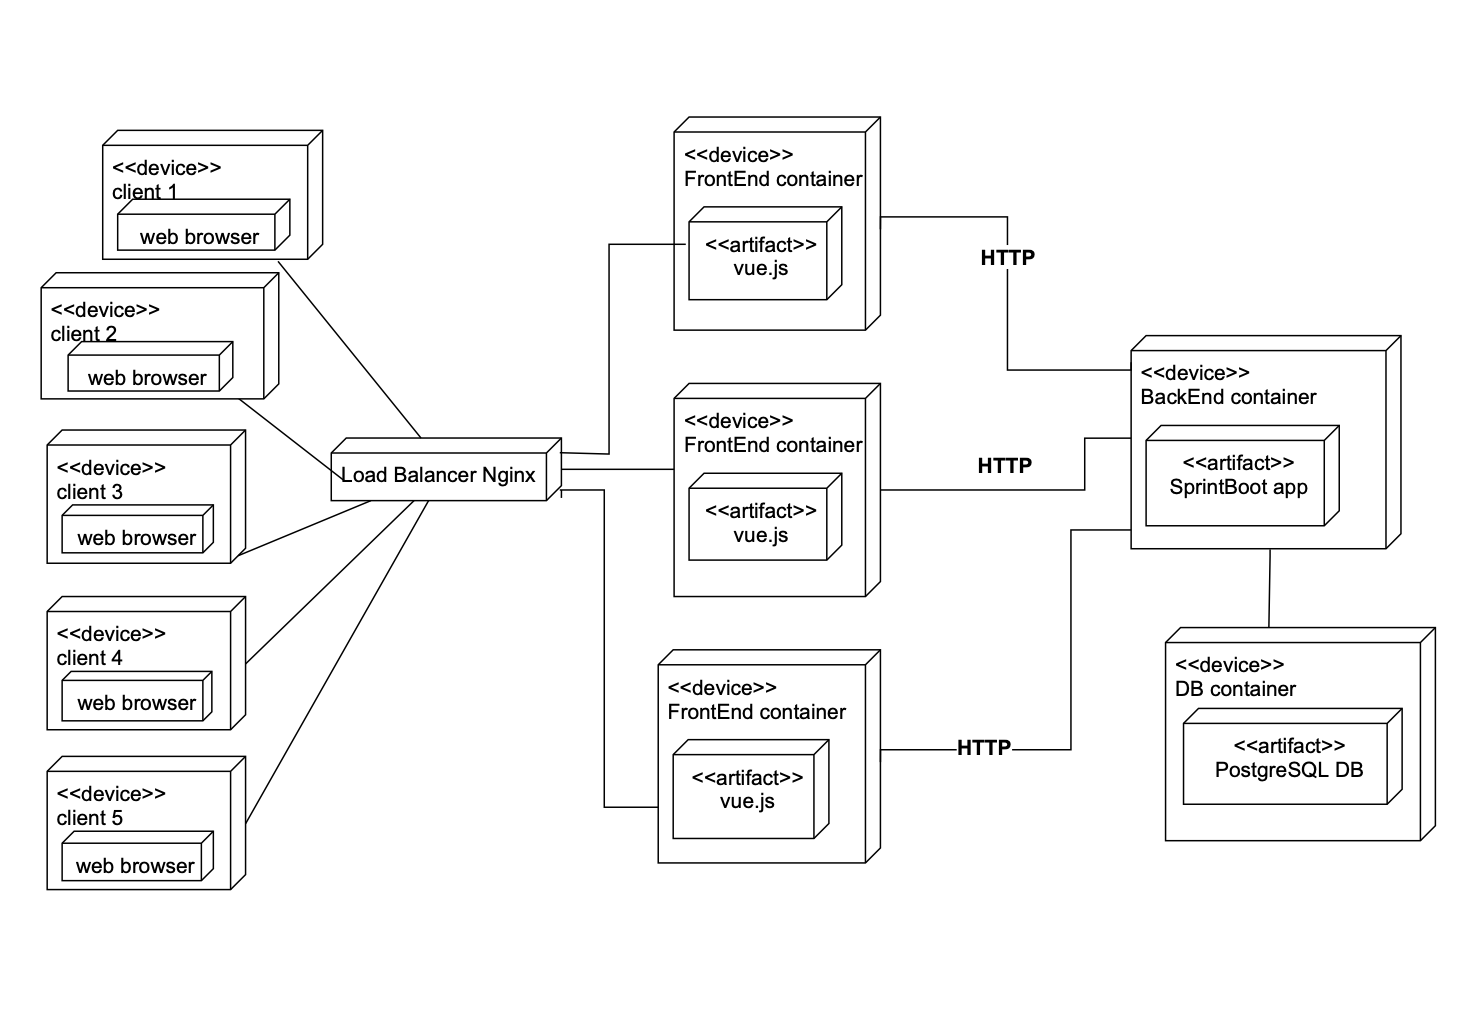 <<device>>
client 1
web browser
<<device>>
client 2
web browser
<<device>>
client 3
web browser
<<device>>
client 4
web browser
<<device>>
client 5
web browser
Load Balancer Nginx
<<device>>
FrontEnd container
<<artifact>>
vue.js
<<device>>
FrontEnd container
<<artifact>>
vue.js
<<device>>
FrontEnd container
<<artifact>>
vue.js
HTTP
HTTP
HTTP
<<device>>
BackEnd container
<<artifact>>
SprintBoot app
<<device>>
DB container
<<artifact>>
PostgreSQL DB